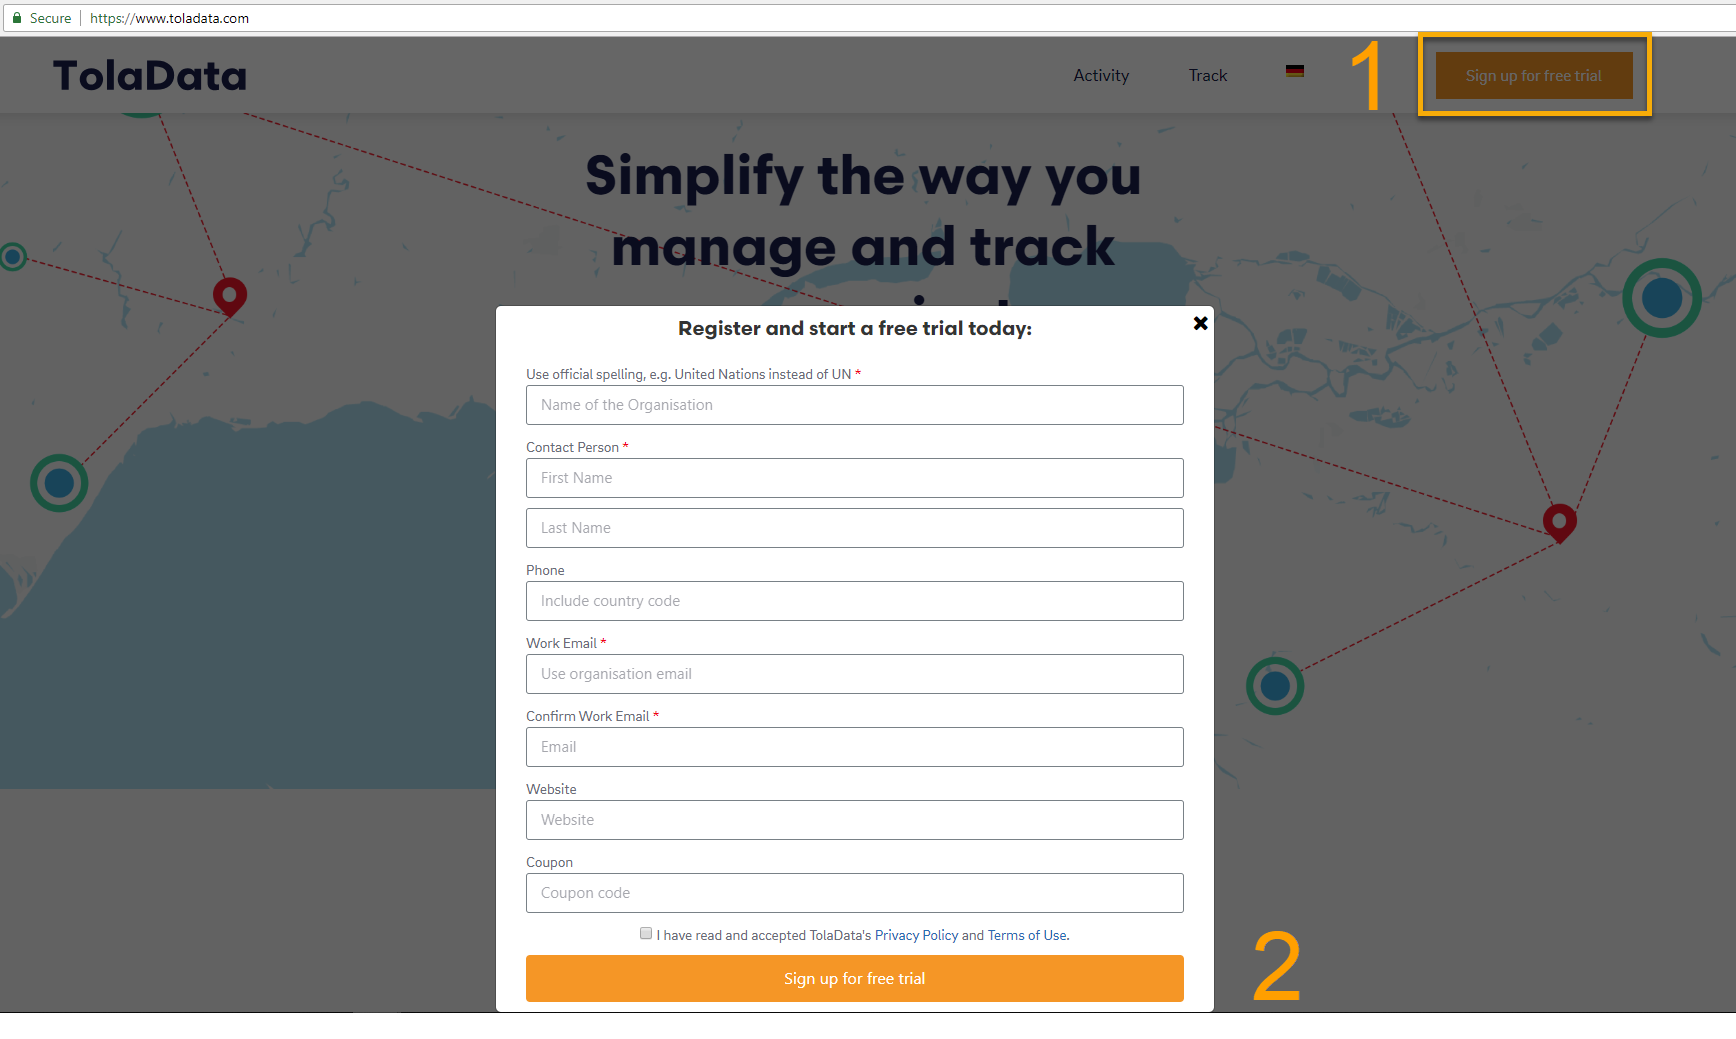 Secure https://www.toladata.com
TolaData
Activity Track 1 Sign up for free trial
Simplify the way you
manage and track
Register and start a free trial today: ✖
Use official spelling, e.g. United Nations instead of UN *
Name of the Organisation
Contact Person *
First Name
Last Name
Phone
Include country code
Work Email *
Use organisation email
Confirm Work Email *
Email
Website
Website
Coupon
Coupon code
I have read and accepted TolaData's Privacy Policy and Terms of Use.
Sign up for free trial 2